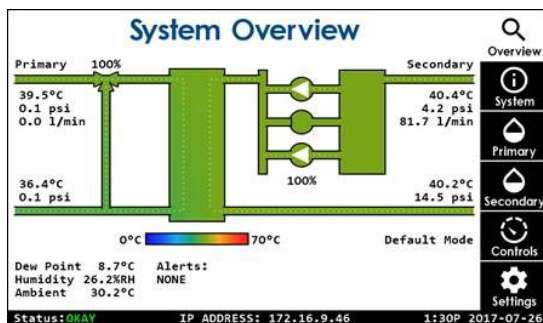 System Overview
Primary 100% Secondary
39.5°C
0.1 psi
0.0 l/min
40.4°C
4.2 psi
81.7 l/min
36.4°C
0.1 psi
100%
40.2°C
14.5 psi
0°C 70°C
Default Mode
Dew Point 8.7°C Alerts:
Humidity 26.2%RH NONE
Ambient 30.2°C
Status:OKAY IP ADDRESS: 172.16.9.46 1:30P 2017-07-26
Overview
System
Primary
Secondary
Controls
Settings